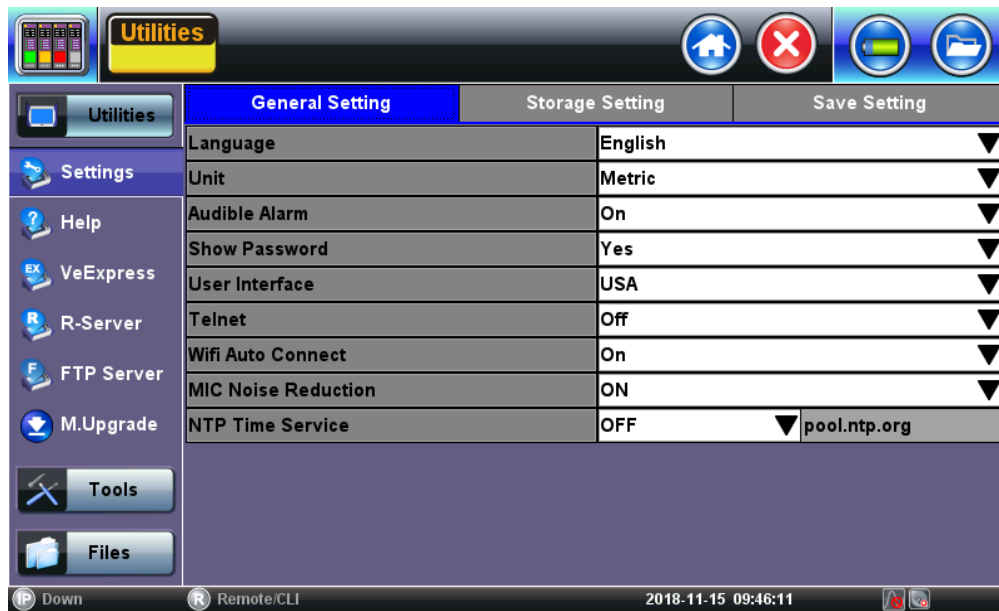 Utilities
Utilities
General Setting Storage Setting Save Setting
Language English
Settings
Unit Metric
Audible Alarm On
Help
Show Password Yes
VeExpress
User Interface USA
R-Server
Telnet Off
Wifi Auto Connect On
FTP Server
MIC Noise Reduction ON
M.Upgrade
NTP Time Service OFF pool.ntp.org
Tools
Files
IP Down R Remote/CLI 2018-11-15 09:46:11